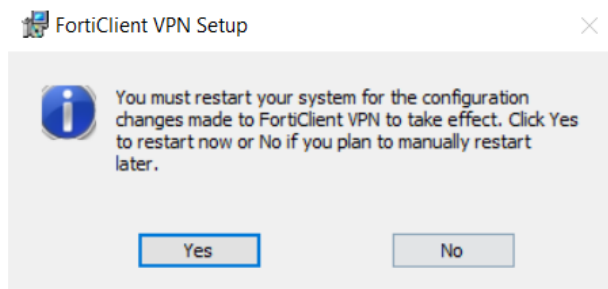 FortiClient VPN Setup
You must restart your system for the configuration
changes made to FortiClient VPN to take effect. Click Yes
to restart now or No if you plan to manually restart
later.
Yes
No